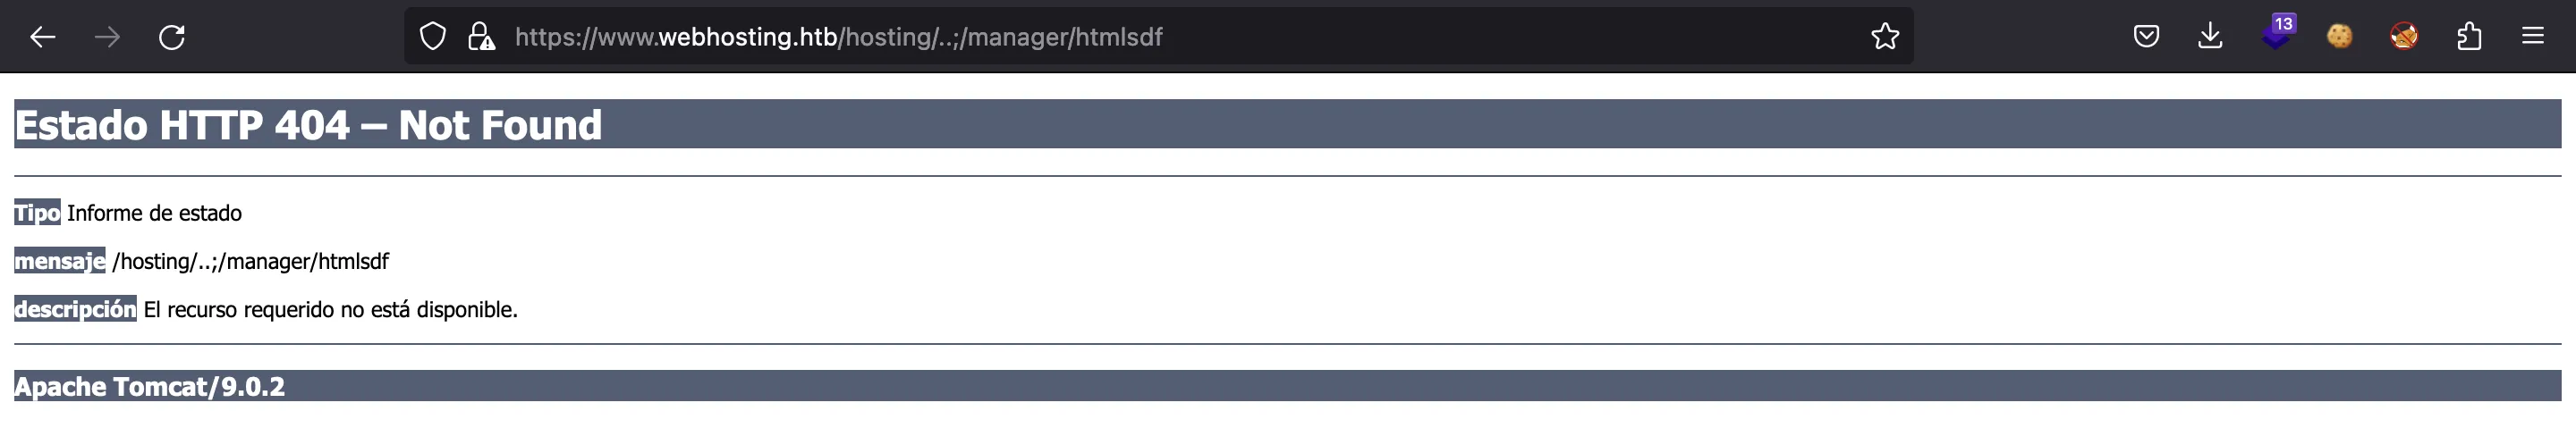 https://www.webhosting.htb/hosting/..;/manager/htmlsdf
13
Estado HTTP 404 – Not Found
Tipo Informe de estado
mensaje /hosting/..;/manager/htmlsdf
descripción El recurso requerido no está disponible.
Apache Tomcat/9.0.2